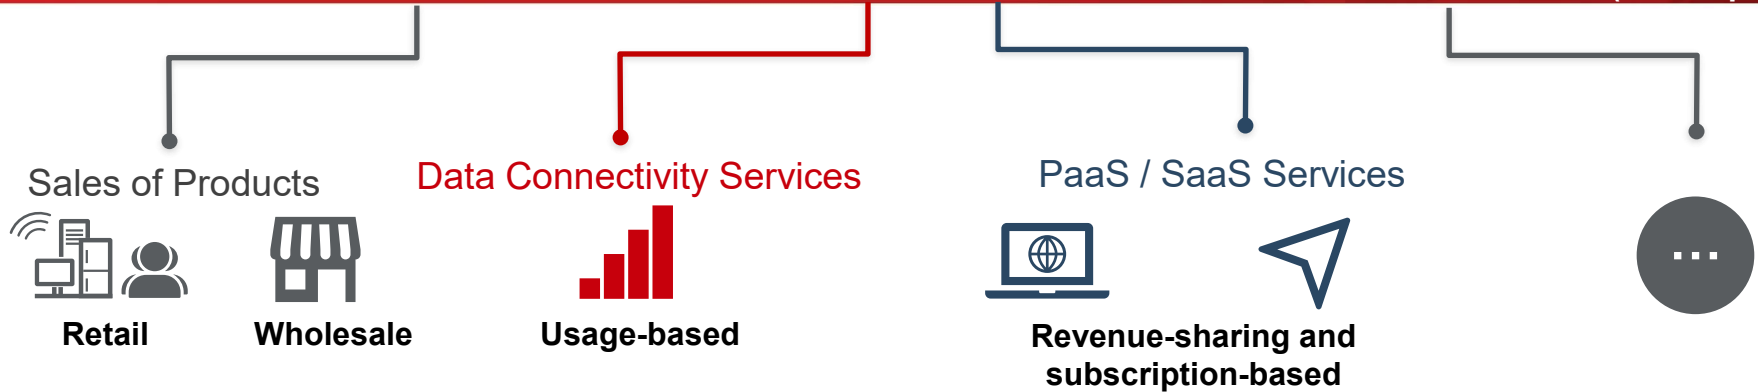 Sales of Products
Data Connectivity Services
PaaS / SaaS Services
...
Retail
Wholesale
Usage-based
Revenue-sharing and
subscription-based